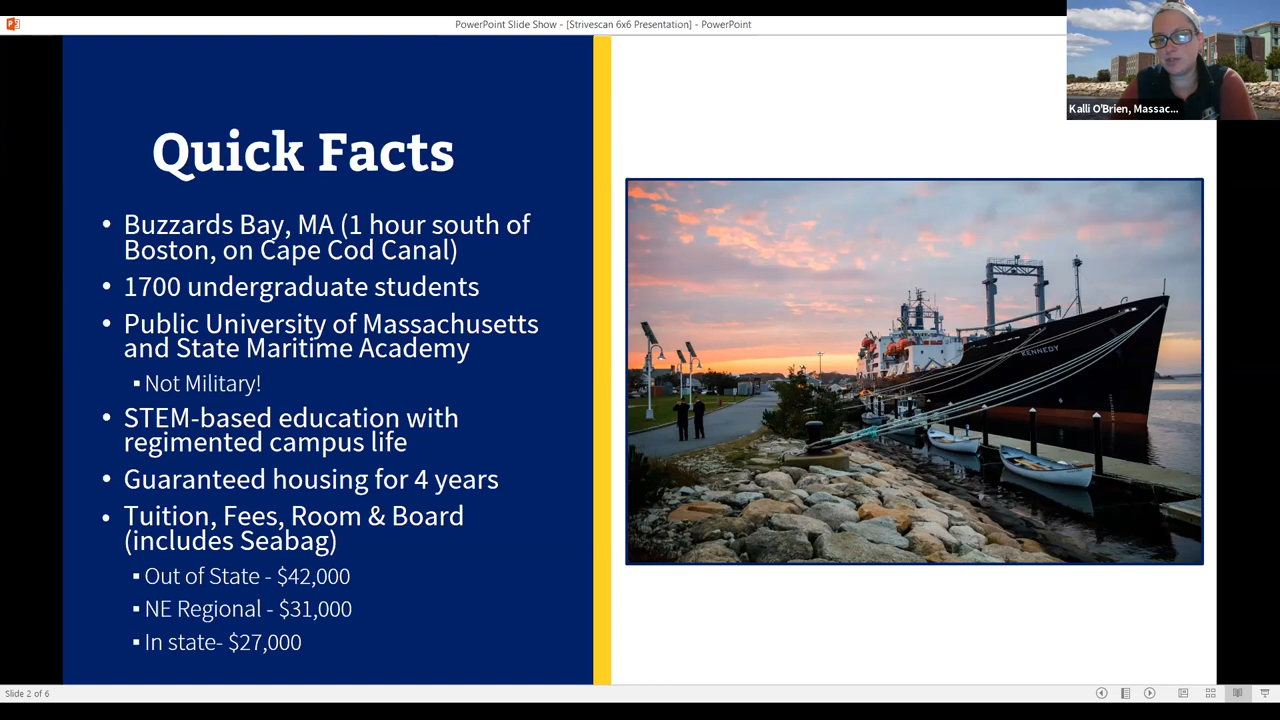 PowerPoint Slide Show - [Strivescan 6x6 Presentation] - PowerPoint
Kalli O'Brien, Massac...
Quick Facts
• Buzzards Bay, MA (1 hour south of
Boston, on Cape Cod Canal)
• 1700 undergraduate students
• Public University of Massachusetts
and State Maritime Academy
▪ Not Military!
• STEM-based education with
regimented campus life
• Guaranteed housing for 4 years
• Tuition, Fees, Room & Board
(includes Seabag)
▪ Out of State - $42,000
▪ NE Regional - $31,000
▪ In state- $27,000
KENNEDY
Slide 2 of 6